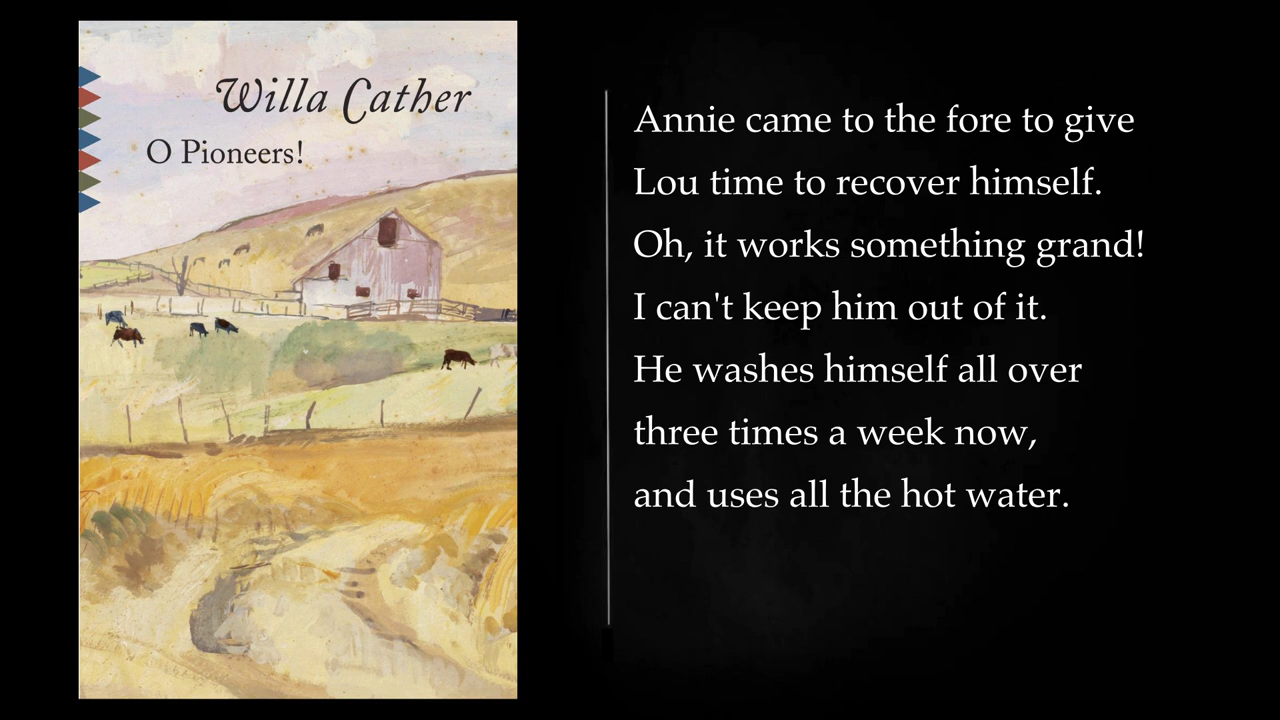 Willa Cather
O Pioneers!
Annie came to the fore to give
Lou time to recover himself.
Oh, it works something grand!
I can't keep him out of it.
He washes himself all over
three times a week now,
and uses all the hot water.